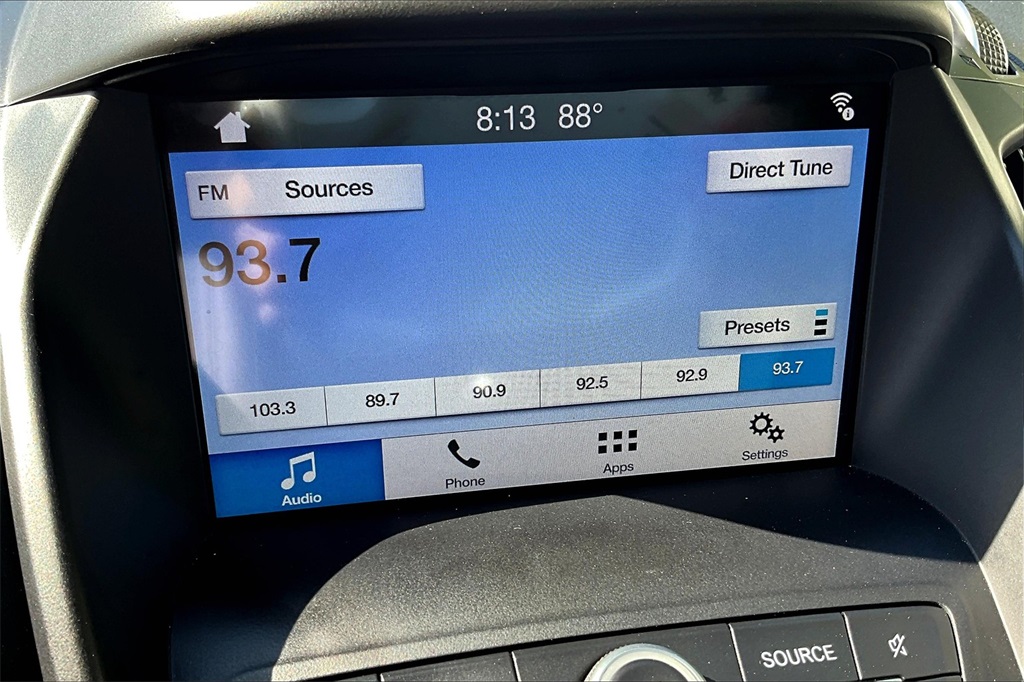 8:13 88°
FM Sources
Direct Tune
93.7
Presets
103.3 89.7 90.9 92.5 92.9 93.7
Audio Phone Apps Settings
SOURCE